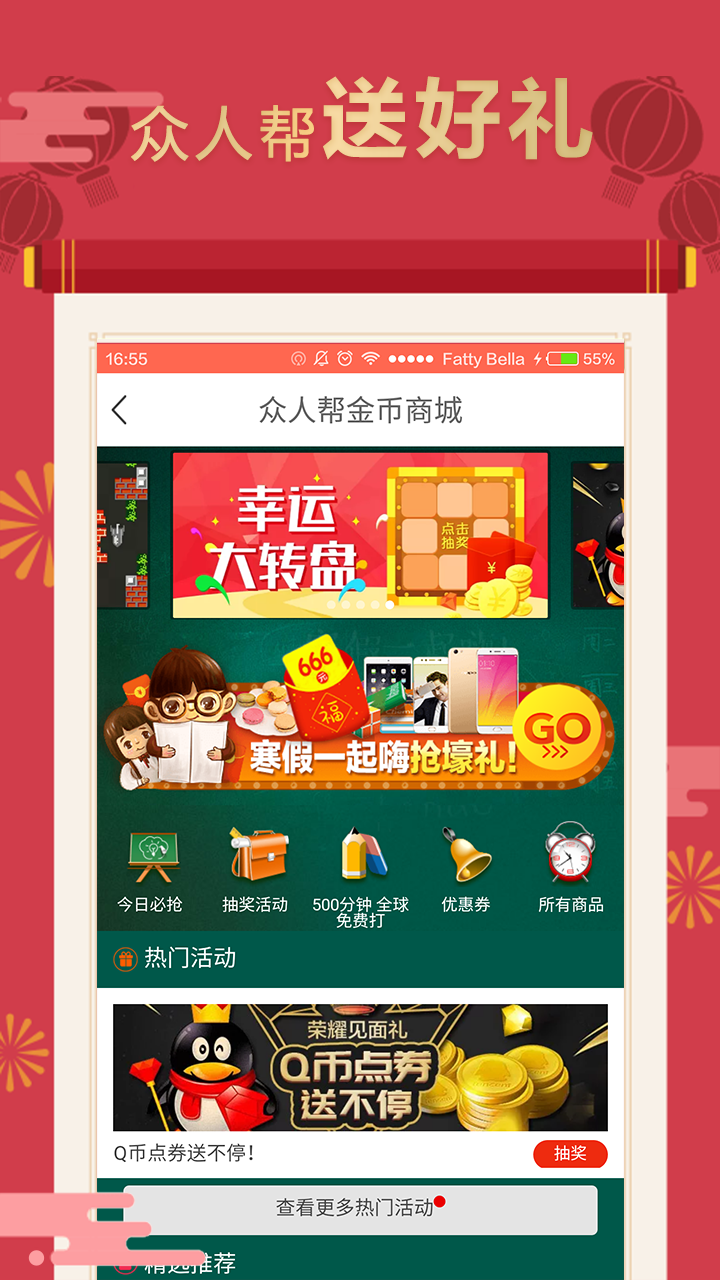 众人帮送好礼
16:55
Fatty Bella
55%
众人帮金币商城
幸运
大转盘
点击
抽奖
¥
¥
666
元
福
寒假一起嗨抢壕礼!
GO
>>>
今日必抢
抽奖活动
500分钟 全球
免费打
优惠券
所有商品
热门活动
荣耀见面礼
Q币点券
送不停
Q币点券送不停!
抽奖
查看更多热门活动
精选推荐